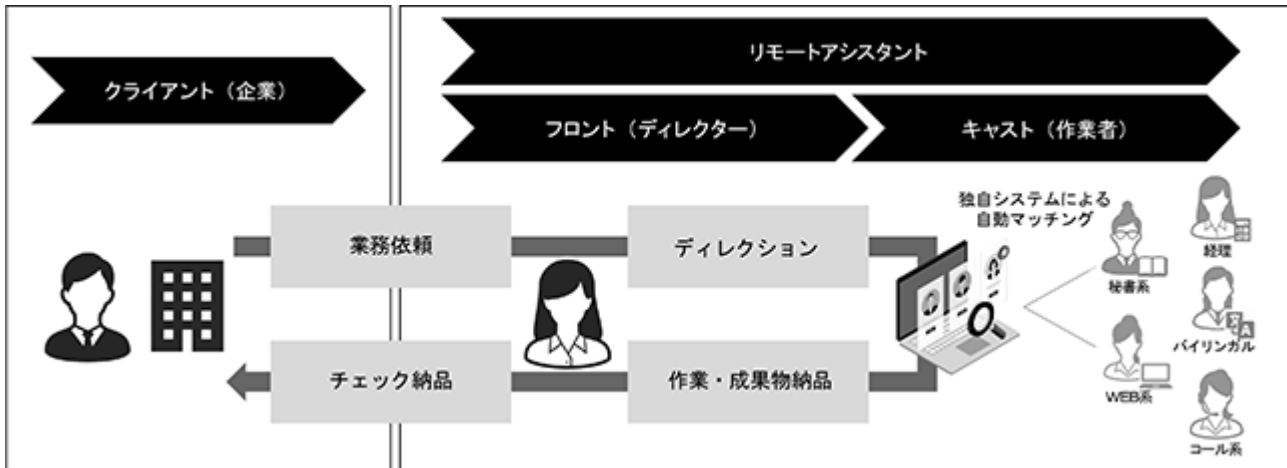 リモートアシスタント
クライアント（企業）
フロント（ディレクター）
キャスト（作業者）
独自システムによる
自動マッチング
業務依頼
ディレクション
経理
秘書系
バイリンガル
チェック納品
作業・成果物納品
WEB系
コール系